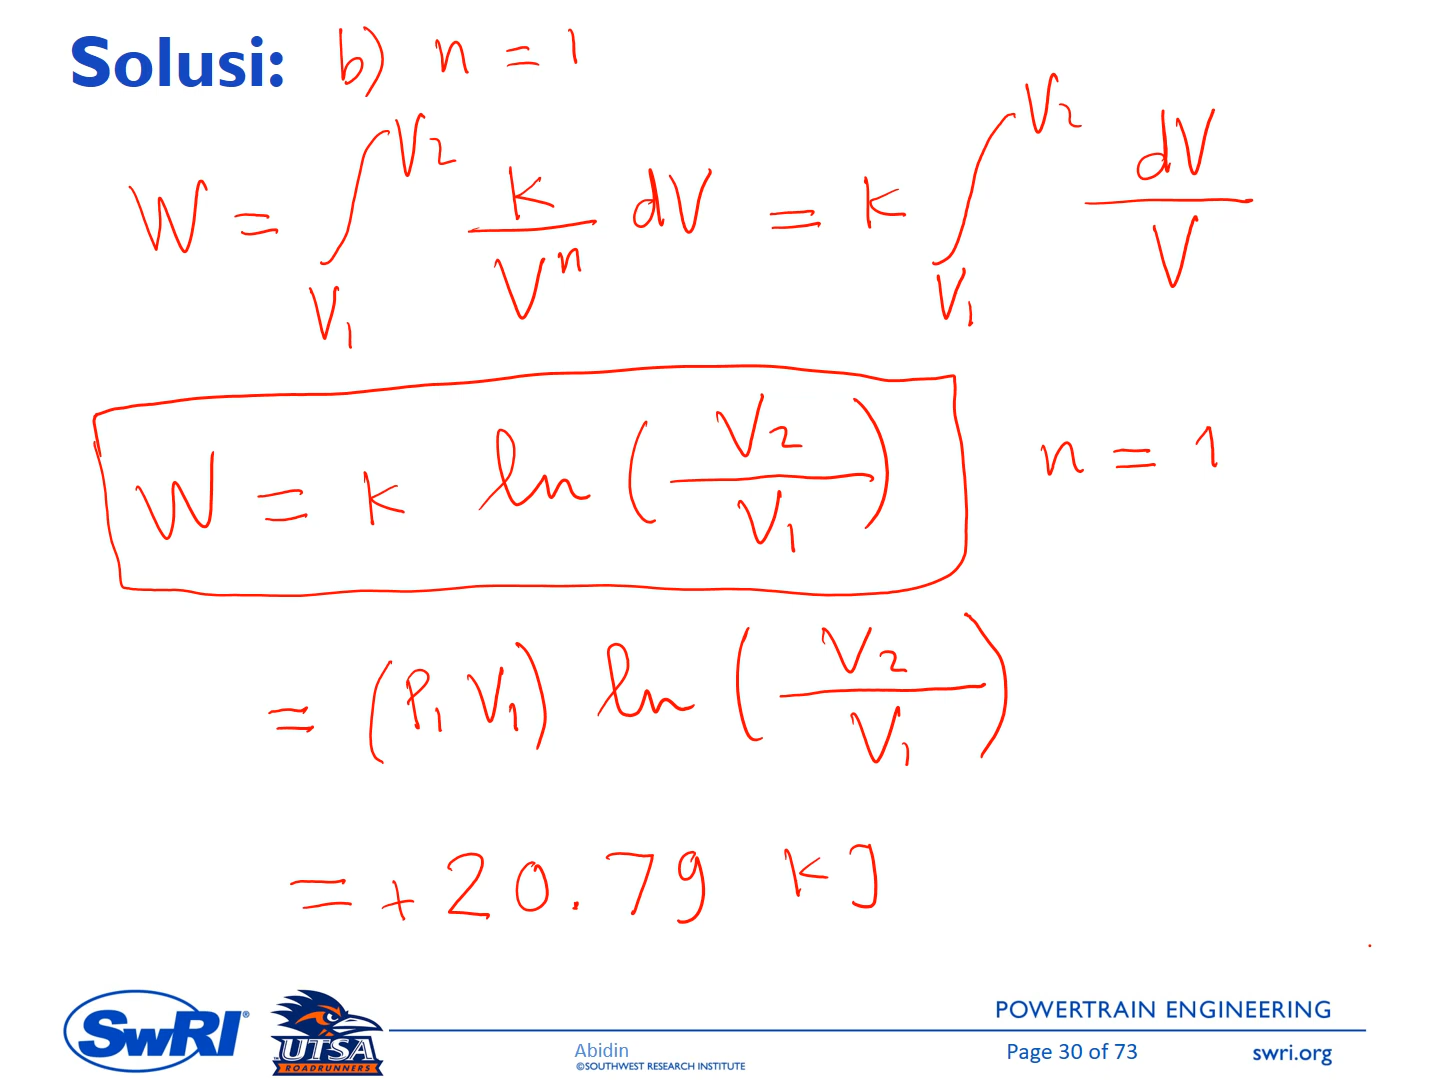 Solusi: b) n = 1
W = ∫_{V₁}^{V₂} k/Vⁿ dV = k ∫_{V₁}^{V₂} dV/V
W = k ln (V₂/V₁) n = 1
= (P₁ V₁) ln (V₂/V₁)
= +20.79 kJ
SwRI®
UTSA
ROADRUNNERS
Abidin
©SOUTHWEST RESEARCH INSTITUTE
POWERTRAIN ENGINEERING
Page 30 of 73
swri.org